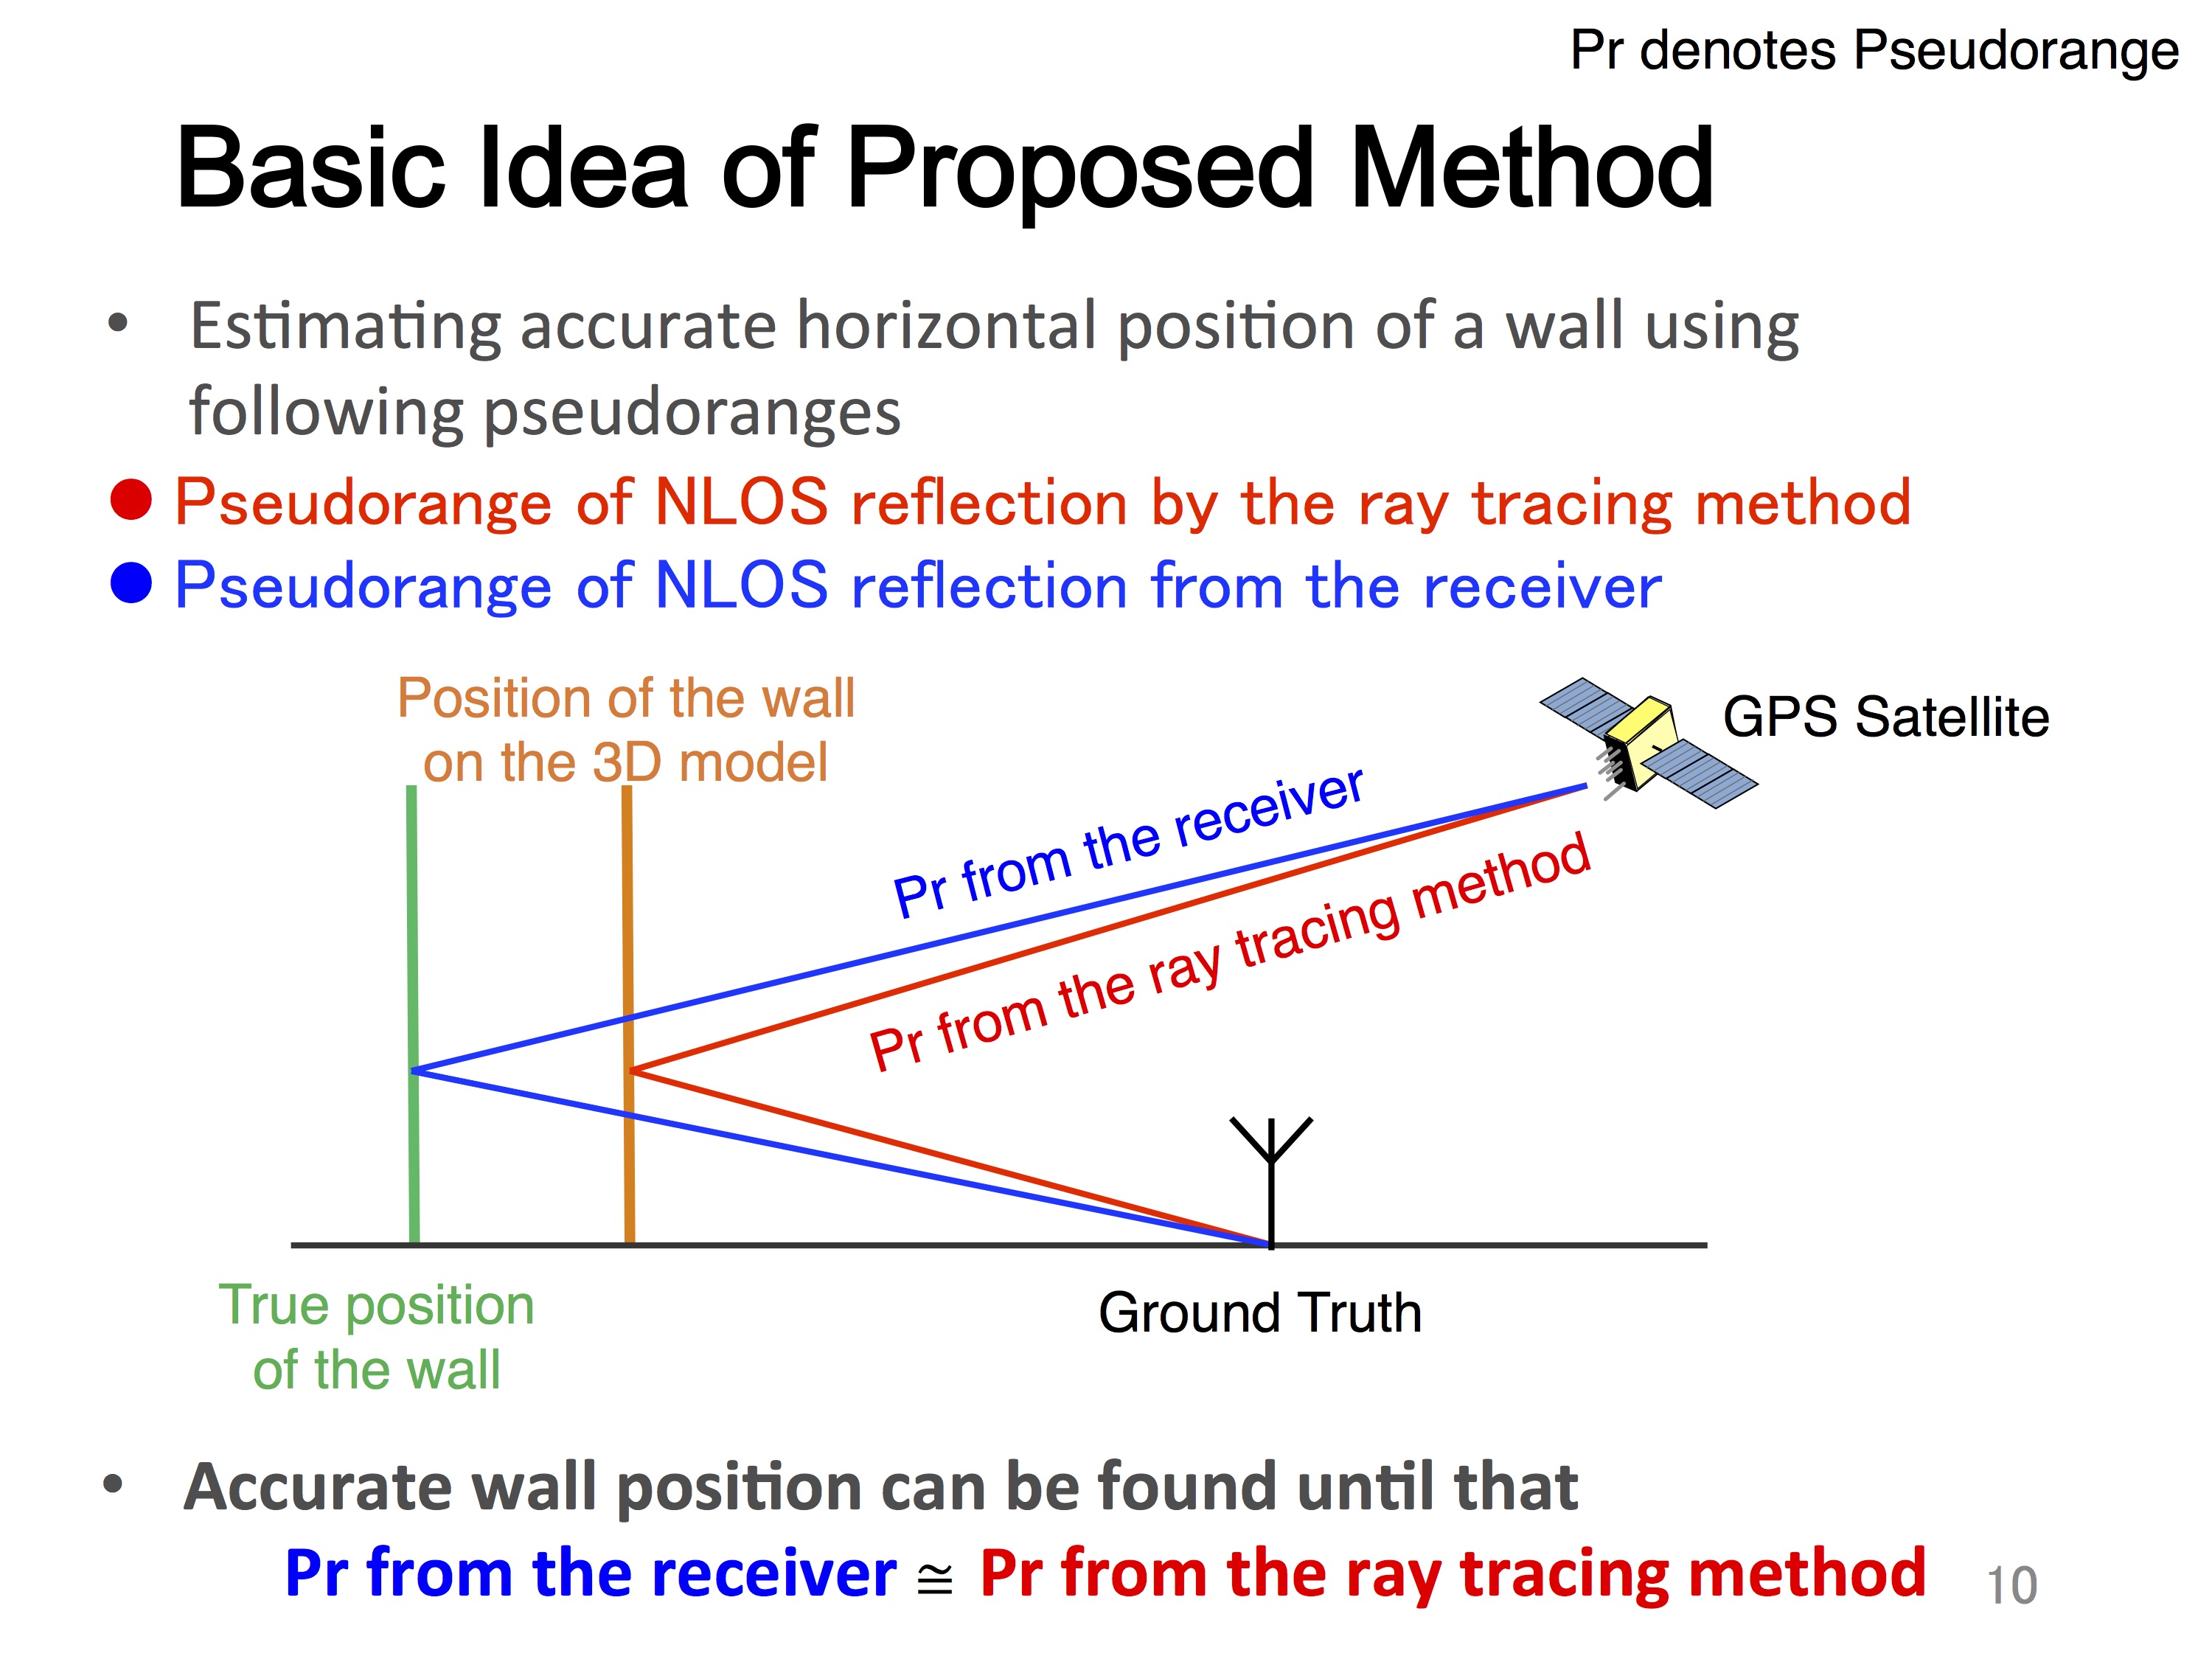 Pr denotes Pseudorange
Basic Idea of Proposed Method
• Estimating accurate horizontal position of a wall using
following pseudoranges
● Pseudorange of NLOS reflection by the ray tracing method
● Pseudorange of NLOS reflection from the receiver
Position of the wall
on the 3D model
GPS Satellite
Pr from the receiver
Pr from the ray tracing method
True position
of the wall
Ground Truth
• Accurate wall position can be found until that
Pr from the receiver ≅ Pr from the ray tracing method
10